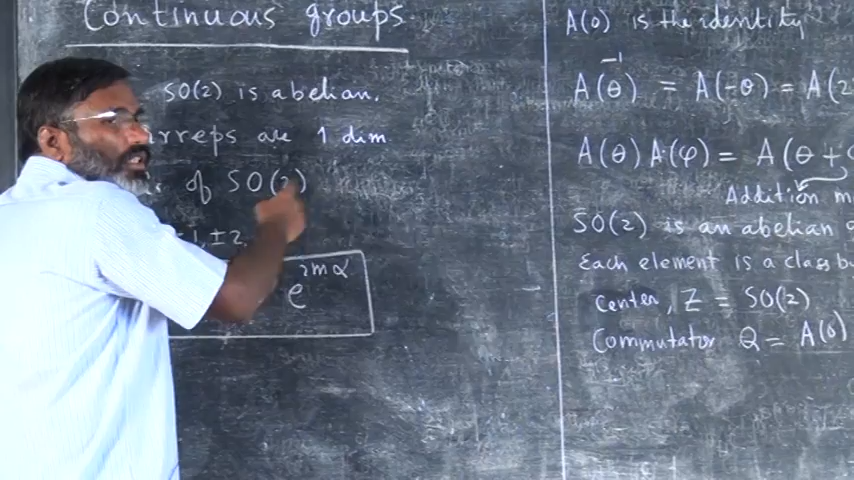 Continuous groups
SO(2) is abelian.
irreps are 1 dim
of SO(2)
1, ±2,
e^{imα}
A(0) is the identity
A^{-1}(θ) = A(-θ) = A(2
A(θ) A(φ) = A(θ +
Addition
SO(2) is an abelian
Each element is a class by
Center, Z = SO(2)
Commutator Q = A(0)